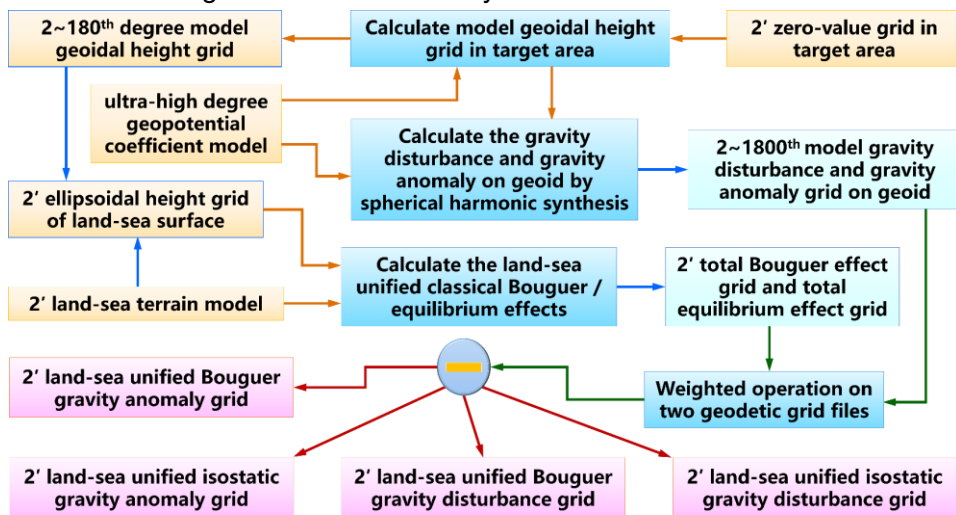 2~180th degree model
geoidal height grid
Calculate model geoidal height
grid in target area
2′ zero-value grid in
target area
ultra-high degree
geopotential
coefficient model
Calculate the gravity
disturbance and gravity
anomaly on geoid by
spherical harmonic synthesis
2~1800th model gravity
disturbance and gravity
anomaly grid on geoid
2′ ellipsoidal height grid
of land-sea surface
Calculate the land-sea
unified classical Bouguer /
equilibrium effects
2′ total Bouguer effect
grid and total
equilibrium effect grid
2′ land-sea terrain model
2′ land-sea unified Bouguer
gravity anomaly grid
Weighted operation on
two geodetic grid files
2′ land-sea unified isostatic
gravity anomaly grid
2′ land-sea unified Bouguer
gravity disturbance grid
2′ land-sea unified isostatic
gravity disturbance grid